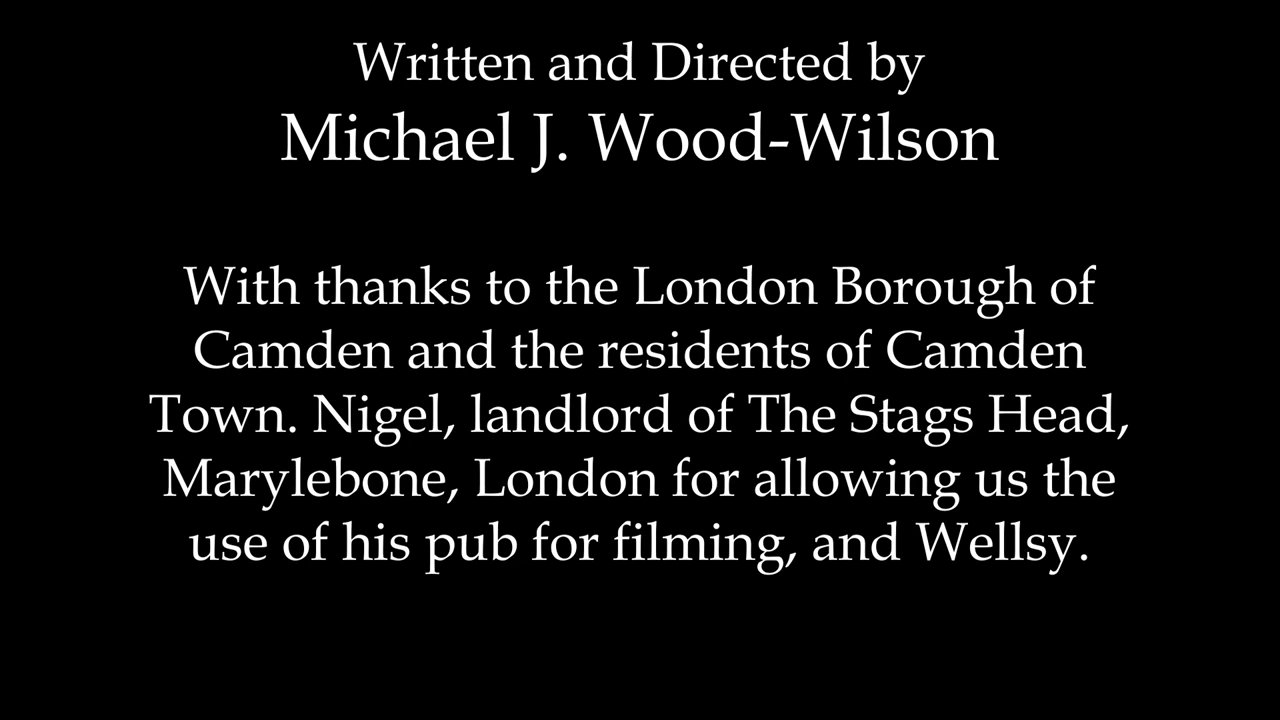 Written and Directed by
Michael J. Wood-Wilson
With thanks to the London Borough of
Camden and the residents of Camden
Town. Nigel, landlord of The Stags Head,
Marylebone, London for allowing us the
use of his pub for filming, and Wellsy.